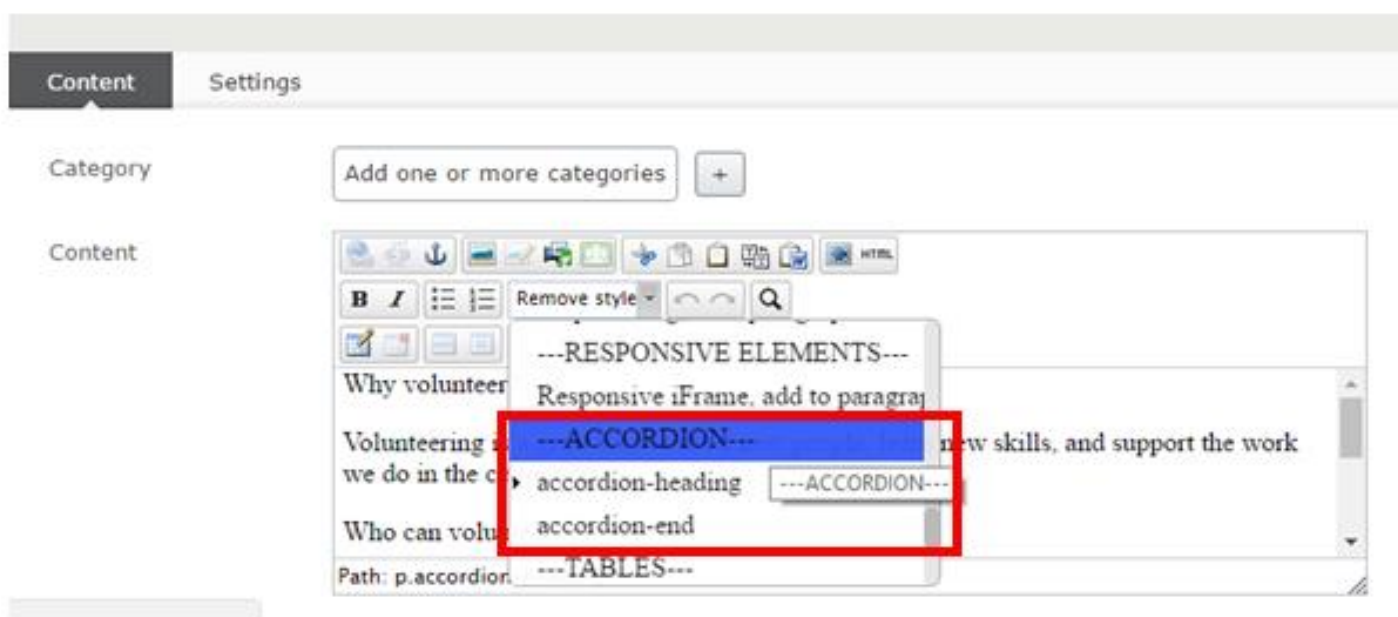 Content Settings
Category
Add one or more categories +
Content
HTML
B I Remove style
---RESPONSIVE ELEMENTS---
Why volunteer
Responsive iFrame, add to paragra
Volunteering ---ACCORDION--- new skills, and support the work
we do in the accordion-heading ---ACCORDION---
Who can volu accordion-end
Path: p.accordion ---TABLES---